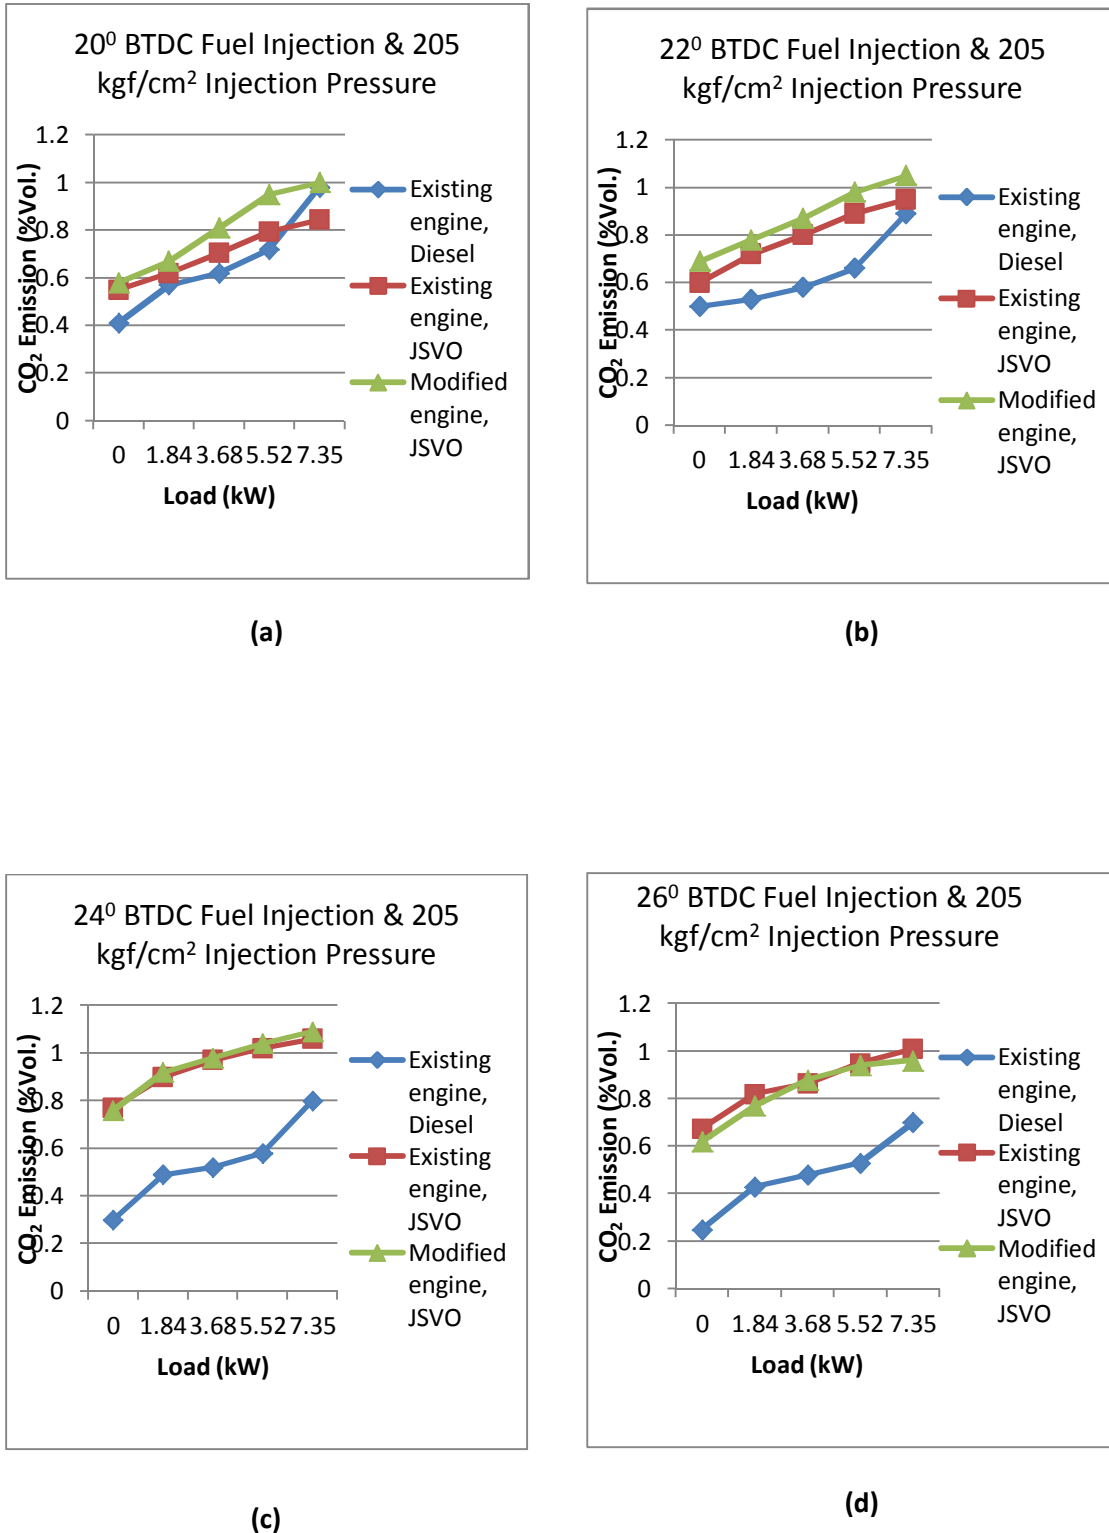 20⁰ BTDC Fuel Injection & 205
kgf/cm² Injection Pressure
CO₂ Emission (%Vol.)
1.2
1
0.8
0.6
0.4
0.2
0
0 1.84 3.68 5.52 7.35
Load (kW)
Existing
engine,
Diesel
Existing
engine,
JSVO
Modified
engine,
JSVO
(a)
22⁰ BTDC Fuel Injection & 205
kgf/cm² Injection Pressure
CO₂ Emission (%Vol.)
1.2
1
0.8
0.6
0.4
0.2
0
0 1.84 3.68 5.52 7.35
Load (kW)
Existing
engine,
Diesel
Existing
engine,
JSVO
Modified
engine,
JSVO
(b)
24⁰ BTDC Fuel Injection & 205
kgf/cm² Injection Pressure
CO₂ Emission (%Vol.)
1.2
1
0.8
0.6
0.4
0.2
0
0 1.84 3.68 5.52 7.35
Load (kW)
Existing
engine,
Diesel
Existing
engine,
JSVO
Modified
engine,
JSVO
(c)
26⁰ BTDC Fuel Injection & 205
kgf/cm² Injection Pressure
CO₂ Emission (%Vol.)
1.2
1
0.8
0.6
0.4
0.2
0
0 1.84 3.68 5.52 7.35
Load (kW)
Existing
engine,
Diesel
Existing
engine,
JSVO
Modified
engine,
JSVO
(d)